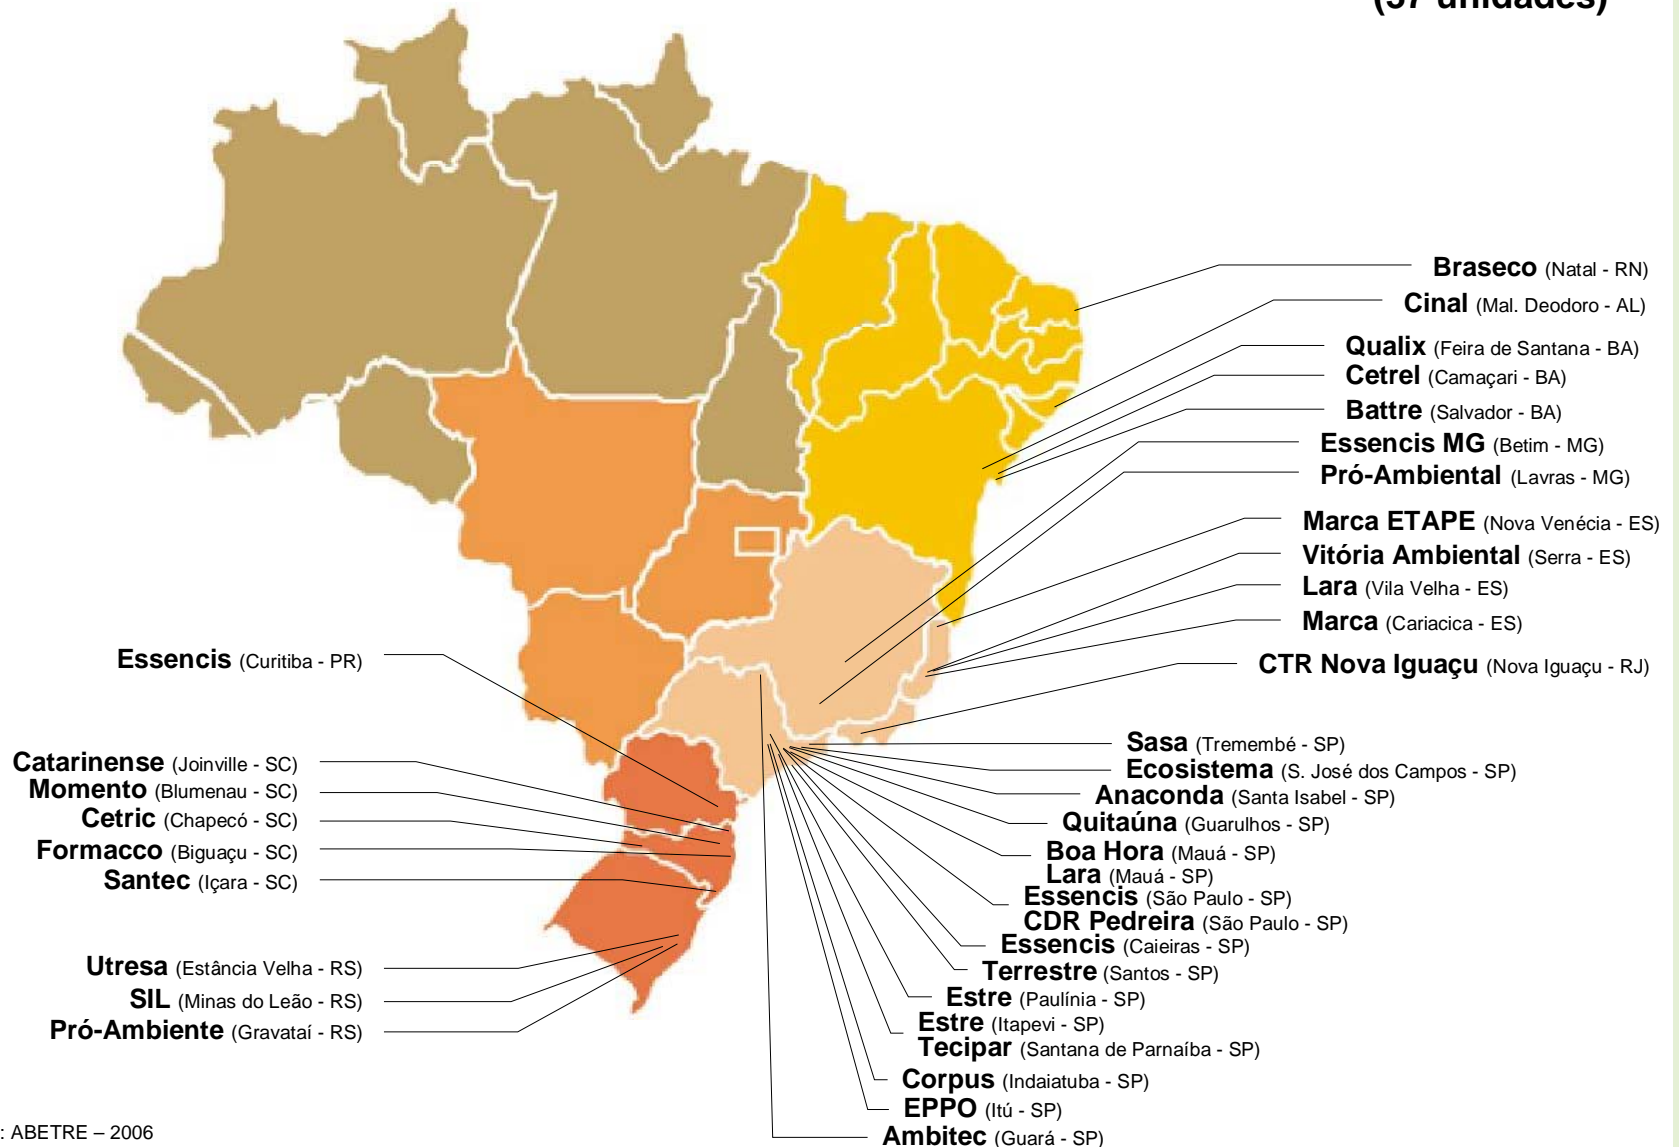 (37 unidades)
Braseco (Natal - RN)
Cinal (Mal. Deodoro - AL)
Qualix (Feira de Santana - BA)
Cetrel (Camaçari - BA)
Battre (Salvador - BA)
Essencis MG (Betim - MG)
Pró-Ambiental (Lavras - MG)
Marca ETAPE (Nova Venécia - ES)
Vitória Ambiental (Serra - ES)
Lara (Vila Velha - ES)
Marca (Cariacica - ES)
CTR Nova Iguaçu (Nova Iguaçu - RJ)
Essencis (Curitiba - PR)
Catarinense (Joinville - SC)
Momento (Blumenau - SC)
Cetric (Chapecó - SC)
Formacco (Biguaçu - SC)
Santec (Içara - SC)
Utresa (Estância Velha - RS)
SIL (Minas do Leão - RS)
Pró-Ambiente (Gravataí - RS)
Sasa (Tremembé - SP)
Ecosistema (S. José dos Campos - SP)
Anaconda (Santa Isabel - SP)
Quitaúna (Guarulhos - SP)
Boa Hora (Mauá - SP)
Lara (Mauá - SP)
Essencis (São Paulo - SP)
CDR Pedreira (São Paulo - SP)
Essencis (Caieiras - SP)
Terrestre (Santos - SP)
Estre (Paulínia - SP)
Estre (Itapevi - SP)
Tecipar (Santana de Parnaíba - SP)
Corpus (Indaiatuba - SP)
EPPO (Itú - SP)
Ambitec (Guará - SP)
: ABETRE – 2006